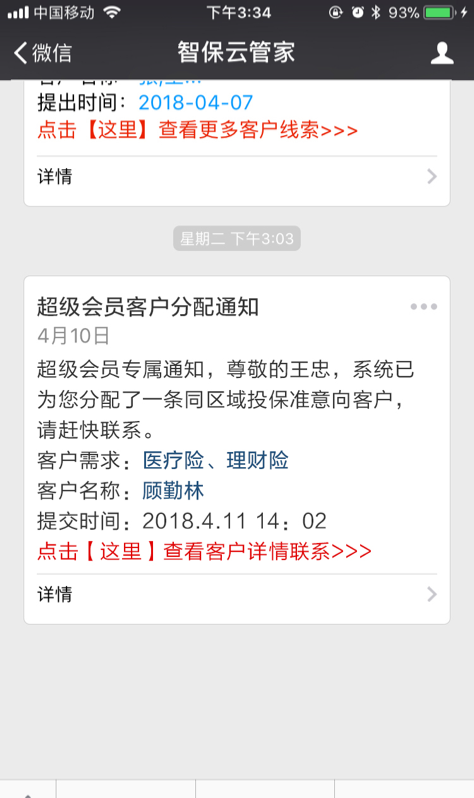 中国移动 下午3:34 93%
微信 智保云管家
提出时间：2018-04-07
点击【这里】查看更多客户线索>>>
详情
星期二 下午3:03
超级会员客户分配通知
4月10日
超级会员专属通知，尊敬的王忠，系统已
为您分配了一条同区域投保准意向客户，
请赶快联系。
客户需求：医疗险、理财险
客户名称：顾勤林
提交时间：2018.4.11 14：02
点击【这里】查看客户详情联系>>>
详情